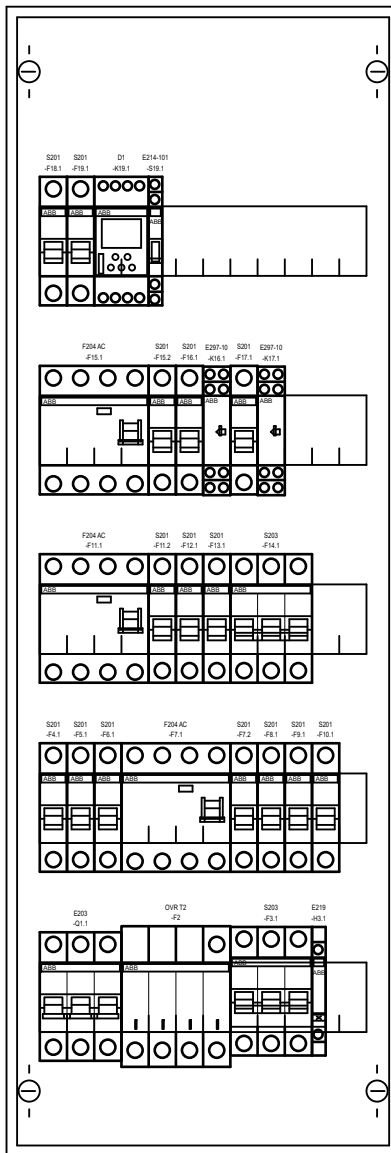 S201 S201 D1 E214-101
-F18.1 -F19.1 -K19.1 -S19.1
ABB ABB ABB ABB
F204 AC S201 S201 E297-10 S201 E297-10
-F15.1 -F15.2 -F16.1 -K16.1 -F17.1 -K17.1
ABB ABB ABB ABB ABB ABB
F204 AC S201 S201 S201 S203
-F11.1 -F11.2 -F12.1 -F13.1 -F14.1
ABB ABB ABB ABB ABB
S201 S201 S201 F204 AC S201 S201 S201 S201
-F4.1 -F5.1 -F6.1 -F7.1 -F7.2 -F8.1 -F9.1 -F10.1
ABB ABB ABB ABB ABB ABB ABB ABB
E203 OVR T2 S203 E219
-Q1.1 -F2 -F3.1 -H3.1
ABB ABB ABB ABB